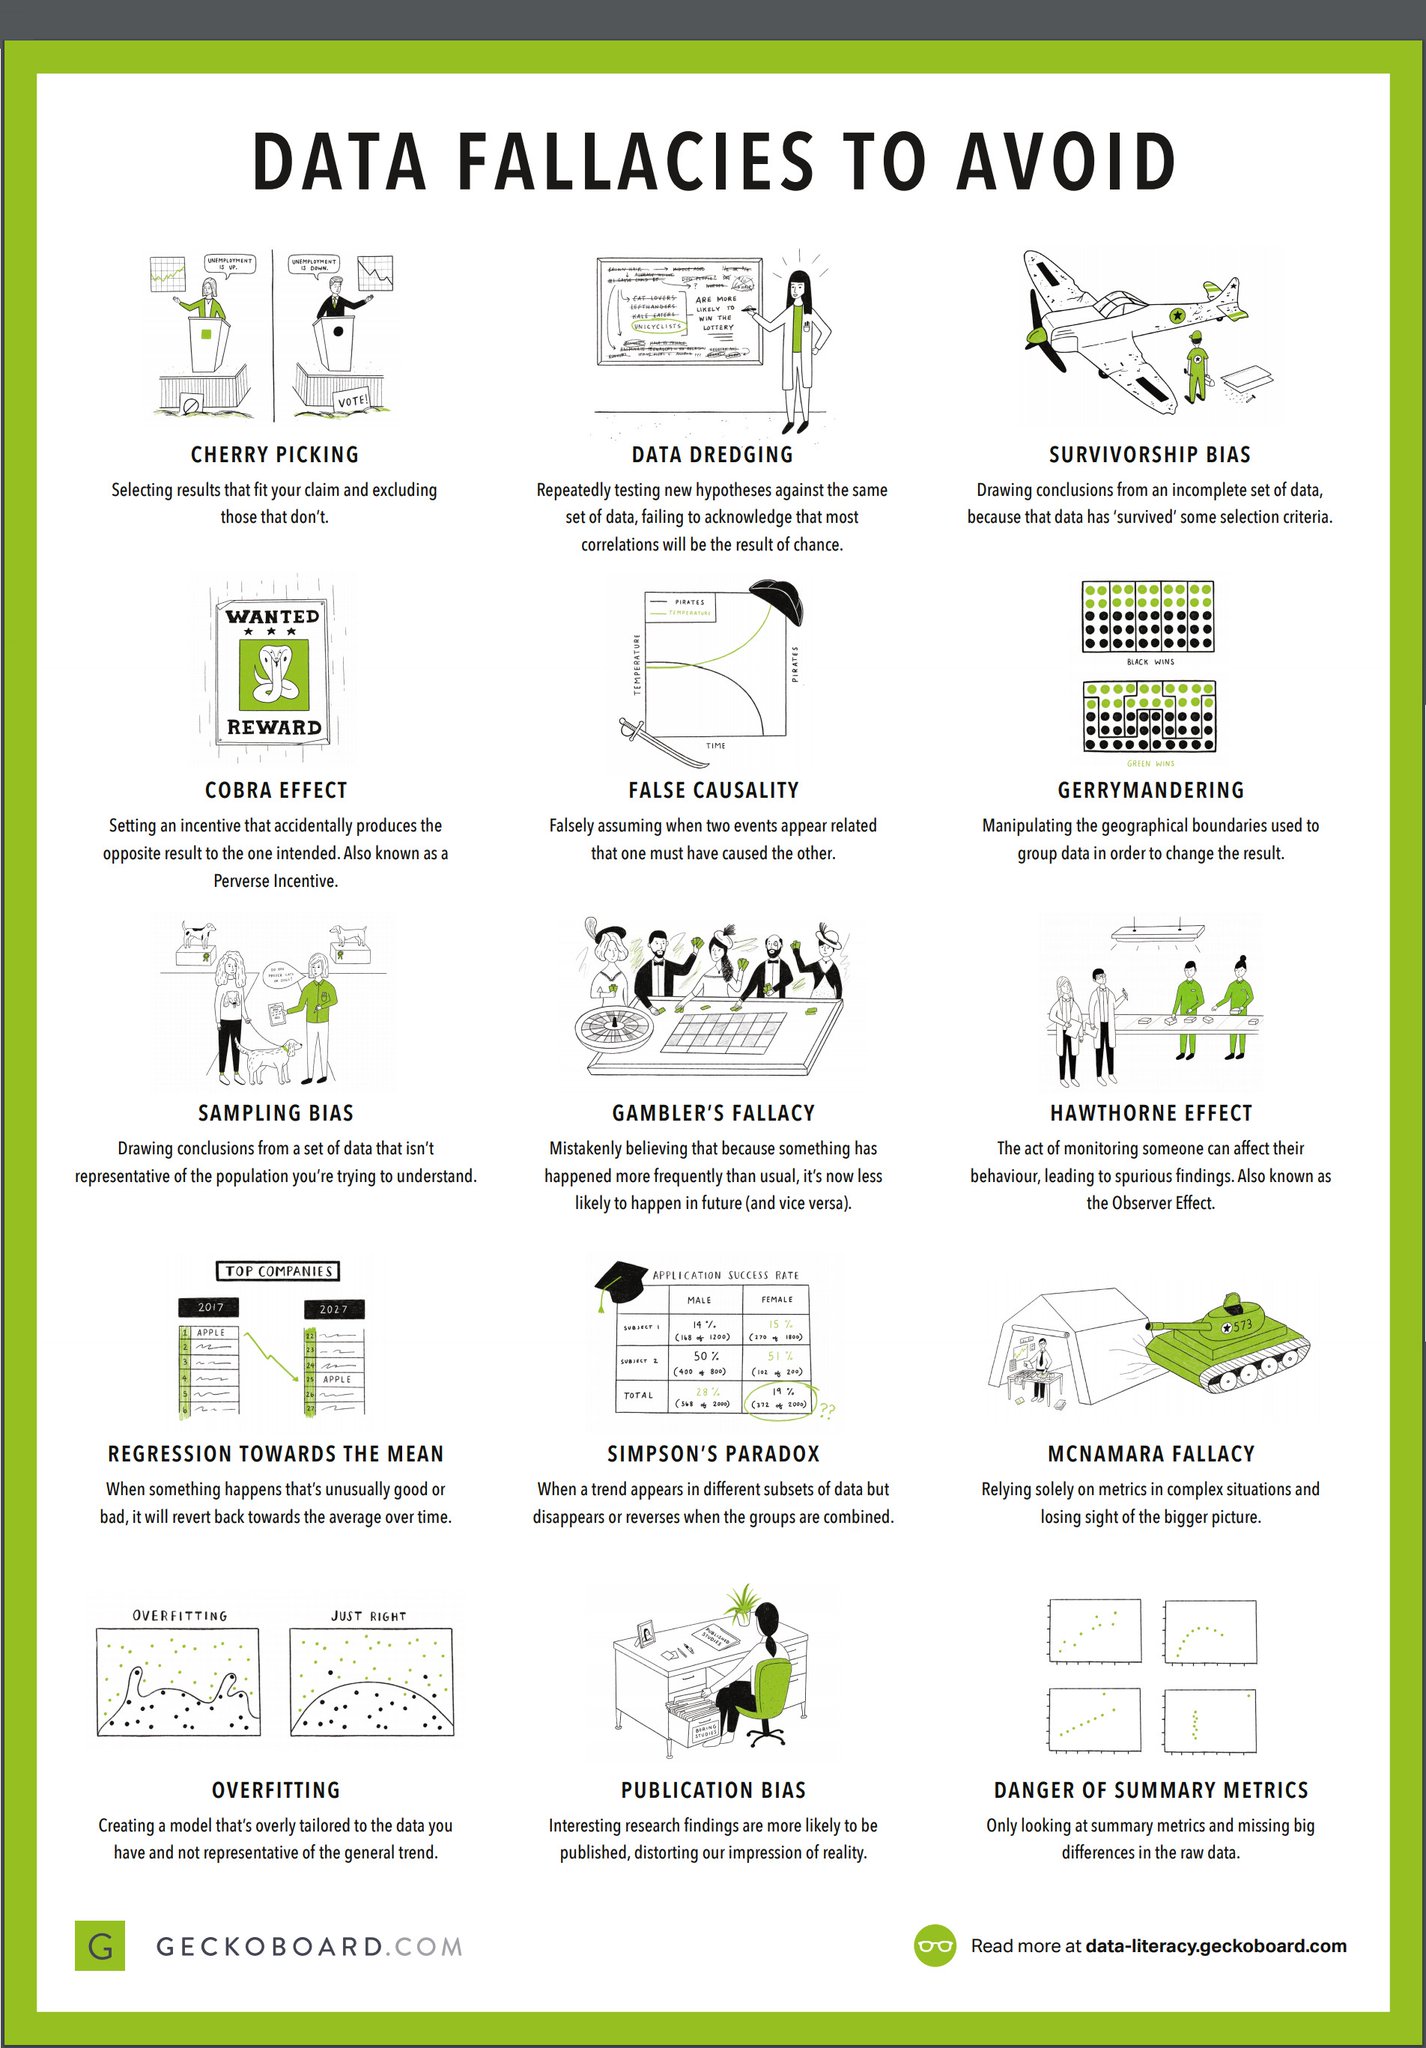 DATA FALLACIES TO AVOID
UNEMPLOYMENT
IS UP.
UNEMPLOYMENT
IS DOWN.
VOTE!
CHERRY PICKING
Selecting results that fit your claim and excluding
those that don't.
CAT LOVERS
LEFTHANDERS
KALE EATERS
UNICYCLISTS
ARE MORE
LIKELY TO
WIN THE
LOTTERY
DATA DREDGING
Repeatedly testing new hypotheses against the same
set of data, failing to acknowledge that most
correlations will be the result of chance.
SURVIVORSHIP BIAS
Drawing conclusions from an incomplete set of data,
because that data has 'survived' some selection criteria.
WANTED
REWARD
COBRA EFFECT
Setting an incentive that accidentally produces the
opposite result to the one intended. Also known as a
Perverse Incentive.
PIRATES
TEMPERATURE
TEMPERATURE
PIRATES
TIME
FALSE CAUSALITY
Falsely assuming when two events appear related
that one must have caused the other.
BLACK WINS
GREEN WINS
GERRYMANDERING
Manipulating the geographical boundaries used to
group data in order to change the result.
DO YOU
PREFER CATS
OR DOGS?
SAMPLING BIAS
Drawing conclusions from a set of data that isn't
representative of the population you're trying to understand.
GAMBLER'S FALLACY
Mistakenly believing that because something has
happened more frequently than usual, it's now less
likely to happen in future (and vice versa).
HAWTHORNE EFFECT
The act of monitoring someone can affect their
behaviour, leading to spurious findings. Also known as
the Observer Effect.
TOP COMPANIES
2017 2027
1 APPLE 22
2 23
3 24
4 25 APPLE
5 26
6 27
REGRESSION TOWARDS THE MEAN
When something happens that's unusually good or
bad, it will revert back towards the average over time.
APPLICATION SUCCESS RATE
MALE FEMALE
SUBJECT 1 14 % 15 %
(168 of 1200) (270 of 1800)
SUBJECT 2 50 % 51 %
(400 of 800) (102 of 200)
TOTAL 28 % 19 %
(568 of 2000) (372 of 2000) ??
SIMPSON'S PARADOX
When a trend appears in different subsets of data but
disappears or reverses when the groups are combined.
573
MCNAMARA FALLACY
Relying solely on metrics in complex situations and
losing sight of the bigger picture.
OVERFITTING JUST RIGHT
OVERFITTING
Creating a model that's overly tailored to the data you
have and not representative of the general trend.
PUBLISHED
STUDIES
BORING
STUDIES
PUBLICATION BIAS
Interesting research findings are more likely to be
published, distorting our impression of reality.
DANGER OF SUMMARY METRICS
Only looking at summary metrics and missing big
differences in the raw data.
G GECKOBOARD.COM
Read more at data-literacy.geckoboard.com